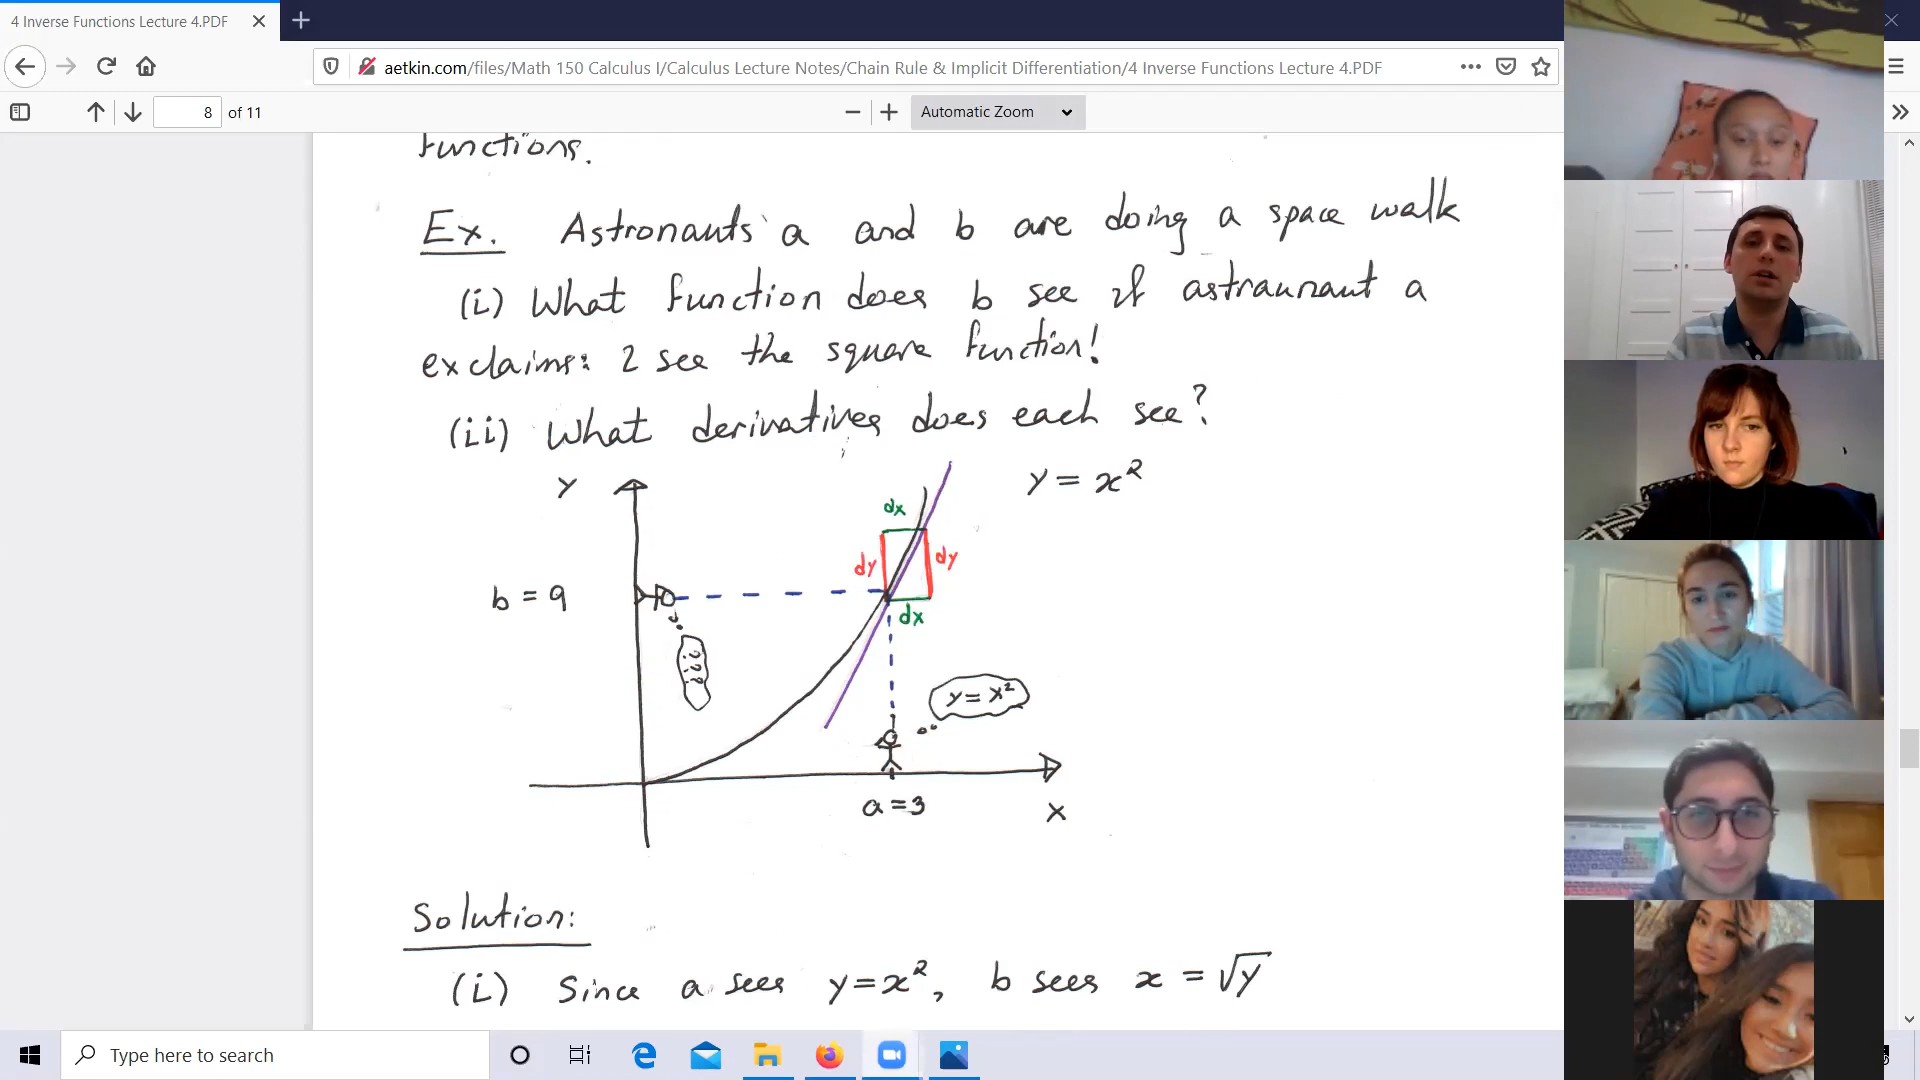 4 Inverse Functions Lecture 4.PDF
aetkin.com/files/Math 150 Calculus I/Calculus Lecture Notes/Chain Rule & Implicit Differentiation/4 Inverse Functions Lecture 4.PDF
8 of 11
Automatic Zoom
functions.
Ex. Astronauts a and b are doing a space walk
(i) What function does b see if astraunant a
exclaims: I see the square function!
(ii) What derivatives does each see?
y
y = x²
dx
dy
dy
b = 9
dx
???
y = x²
a = 3
x
Solution:
(i) Since a sees y = x², b sees x = √y
Type here to search